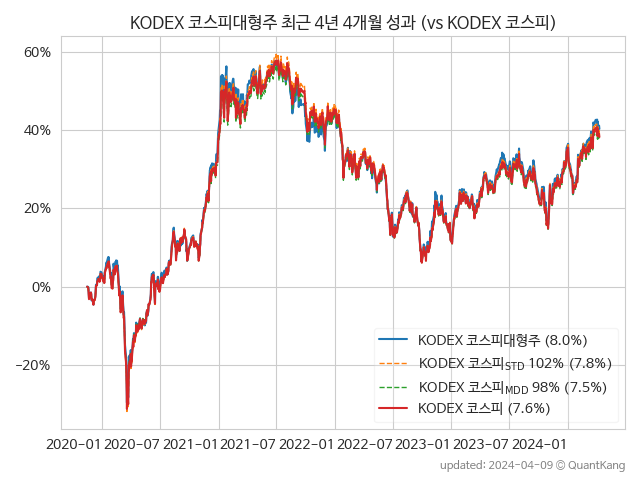 KODEX 코스피대형주 최근 4년 4개월 성과 (vs KODEX 코스피)
60%
40%
20%
0%
−20%
KODEX 코스피대형주 (8.0%)
KODEX 코스피STD 102% (7.8%)
KODEX 코스피MDD 98% (7.5%)
KODEX 코스피 (7.6%)
2020-01 2020-07 2021-01 2021-07 2022-01 2022-07 2023-01 2023-07 2024-01
updated: 2024-04-09 © QuantKang